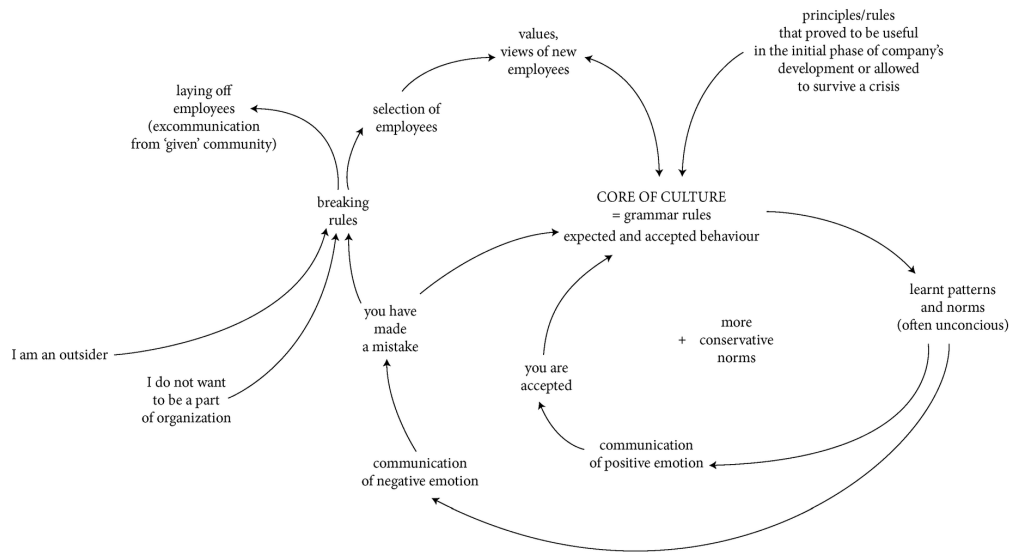 principles/rules
that proved to be useful
in the initial phase of company's
development or allowed
to survive a crisis
values,
views of new
employees
laying off
employees
(excommunication
from 'given' community)
selection of
employees
breaking
rules
CORE OF CULTURE
= grammar rules
expected and accepted behaviour
learnt patterns
and norms
(often unconcious)
you have
made
a mistake
+ more
conservative
norms
I am an outsider
you are
accepted
I do not want
to be a part
of organization
communication
of positive emotion
communication
of negative emotion